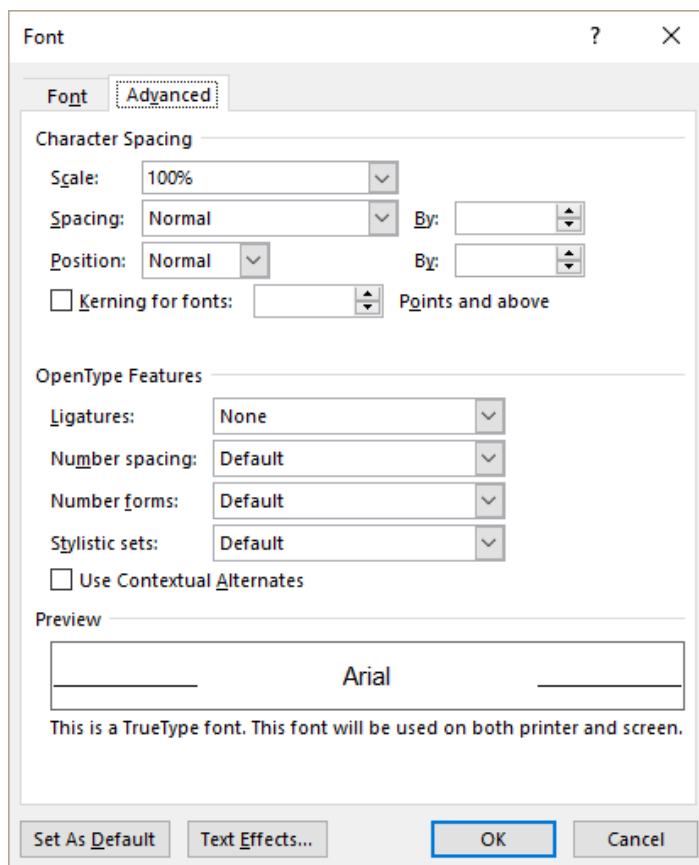 Font ?
Font Advanced
Character Spacing
Scale: 100%
Spacing: Normal By:
Position: Normal By:
Kerning for fonts: Points and above
OpenType Features
Ligatures: None
Number spacing: Default
Number forms: Default
Stylistic sets: Default
Use Contextual Alternates
Preview
Arial
This is a TrueType font. This font will be used on both printer and screen.
Set As Default Text Effects... OK Cancel